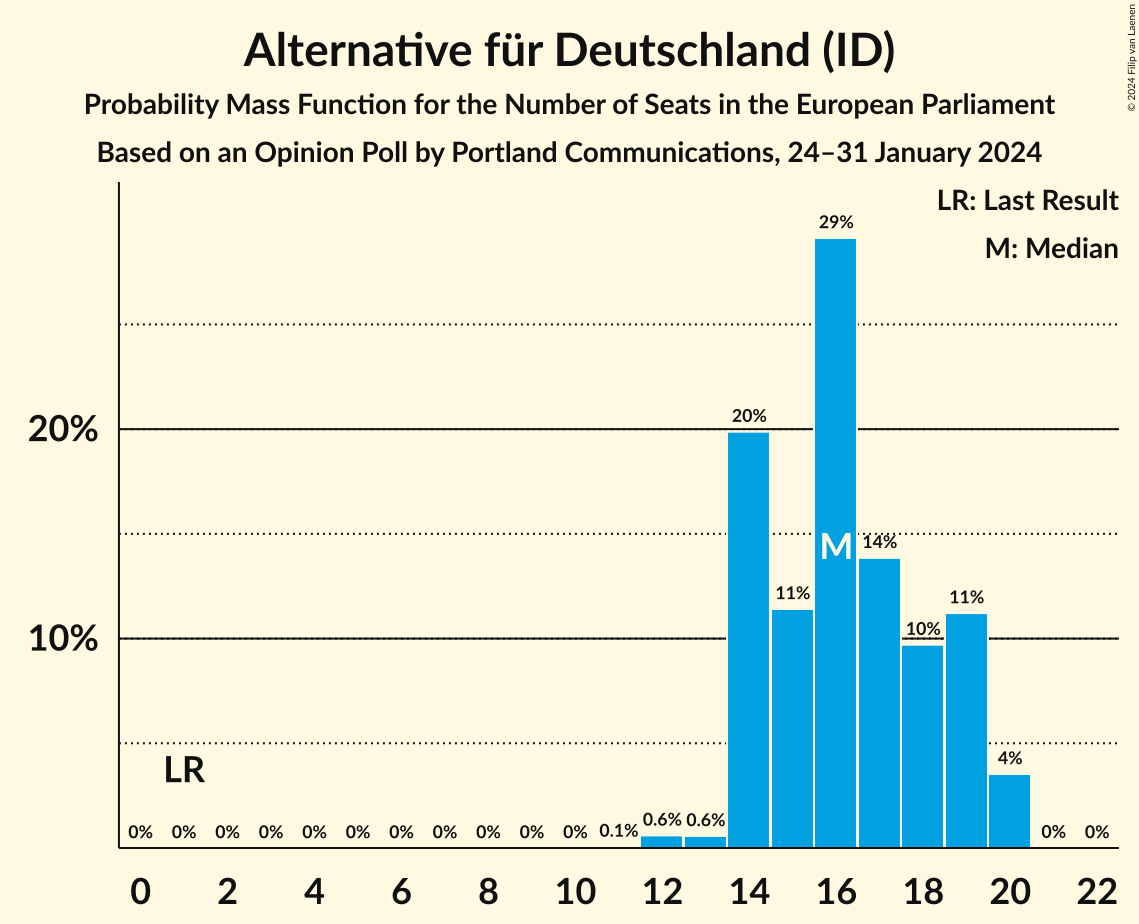 Alternative für Deutschland (ID)
Probability Mass Function for the Number of Seats in the European Parliament
Based on an Opinion Poll by Portland Communications, 24–31 January 2024
© 2024 Filip van Laenen
LR: Last Result
M: Median
29%
20%
20%
M
14%
11%
11%
10%
10%
LR
4%
0% 0% 0% 0% 0% 0% 0% 0% 0% 0% 0% 0.1% 0.6% 0.6% 0% 0%
0 2 4 6 8 10 12 14 16 18 20 22